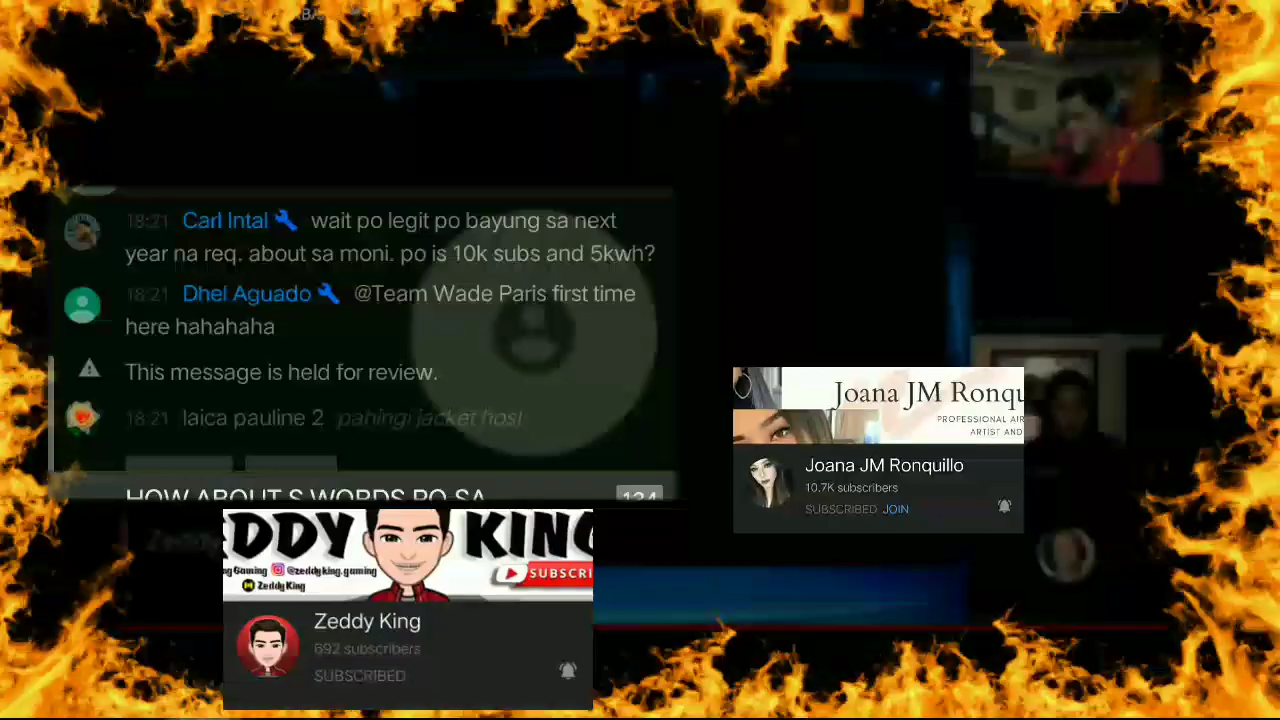 18:21 Carl Intal wait po legit po bayung sa next
year na req. about sa moni. po is 10k subs and 5kwh?
18:21 Dhel Aguado @Team Wade Paris first time
here hahahaha
This message is held for review.
18:21 laica pauline 2 pahingi jacket host
HOW ABOUT S WORDS PO SA
134
Joana JM Ronqu
PROFESSIONAL AIR
ARTIST AND
Joana JM Ronquillo
10.7K subscribers
SUBSCRIBED JOIN
EDDY KING
ng Gaming @zeddyking.gaming
Zeddy King
SUBSCRI
Zeddy King
692 subscribers
SUBSCRIBED